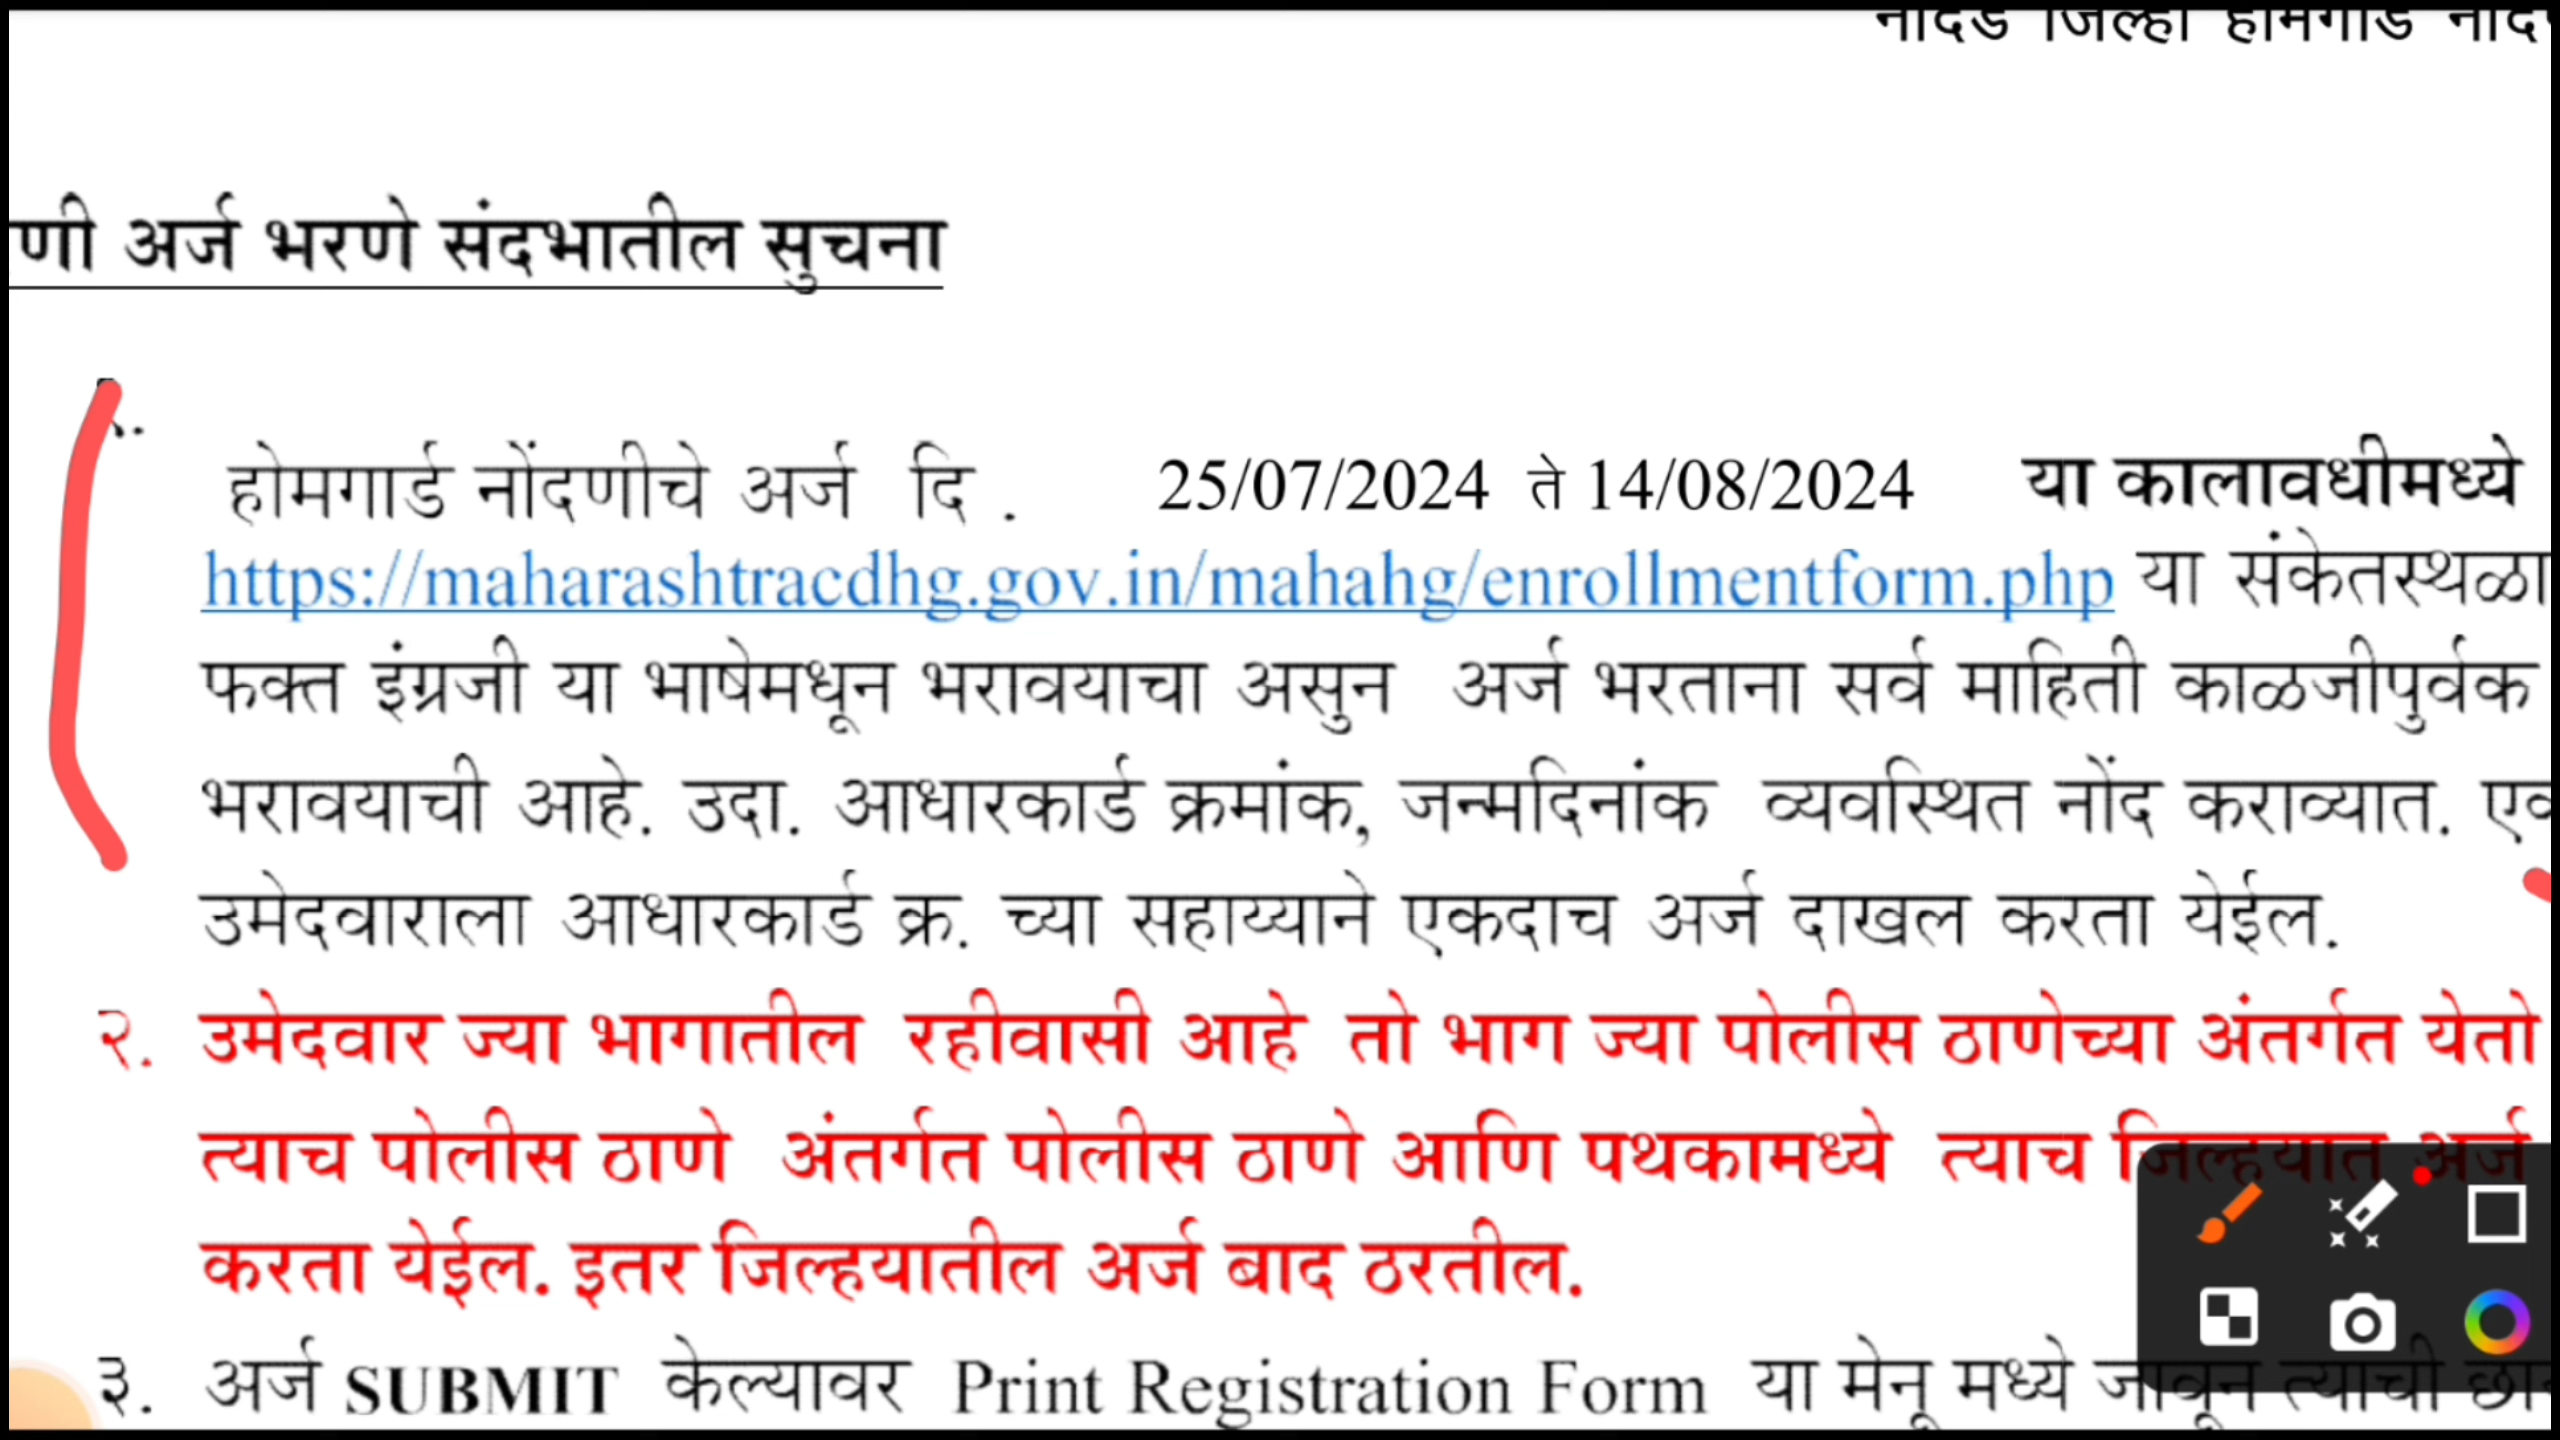 नांदेड जिल्हा होमगार्ड
णी अर्ज भरणे संदभातील सुचना
होमगार्ड नोंदणीचे अर्ज दि . 25/07/2024 ते 14/08/2024 या कालावधीमध्ये
https://maharashtracdhg.gov.in/mahahg/enrollmentform.php या
फक्त इंग्रजी या भाषेमधून भरावयाचा असुन अर्ज भरताना सर्व माहिती काळजीपुर्वक
भरावयाची आहे. उदा. आधारकार्ड क्रमांक, जन्मदिनांक व्यवस्थित नोंद कराव्यात.
उमेदवाराला आधारकार्ड क्र. च्या सहाय्याने एकदाच अर्ज दाखल करता येईल.
२. उमेदवार ज्या भागातील रहीवासी आहे तो भाग ज्या पोलीस ठाणेच्या अंतर्गत येतो
त्याच पोलीस ठाणे अंतर्गत पोलीस ठाणे आणि पथकामध्ये त्याच जिल्हयात अर्ज
करता येईल. इतर जिल्हयातील अर्ज बाद ठरतील.
३. अर्ज SUBMIT केल्यावर Print Registration Form या मेनू मध्ये जावून त्याची